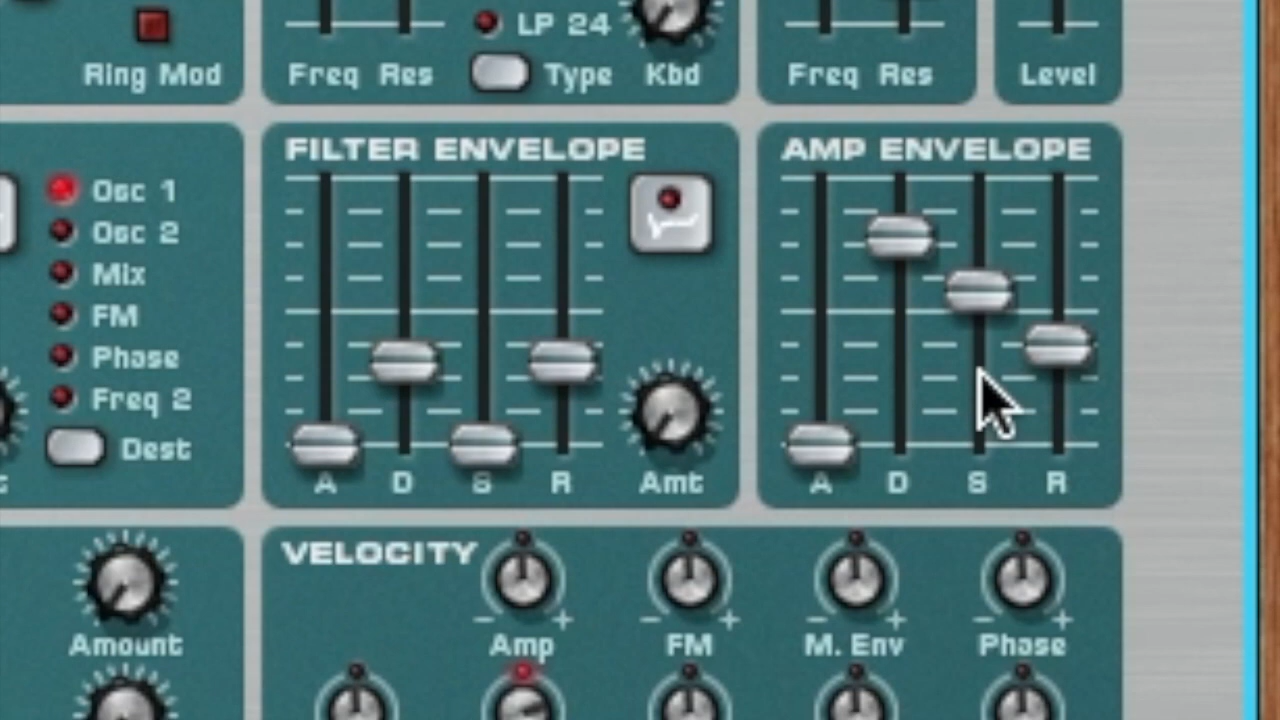 LP 24
Ring Mod
Freq Res
Type
Kbd
Freq Res
Level
FILTER ENVELOPE
AMP ENVELOPE
Osc 1
Osc 2
Mix
FM
Phase
Freq 2
Dest
A D S R
Amt
A D S R
VELOCITY
Amount
- +
Amp
- +
FM
- +
M. Env
- +
Phase